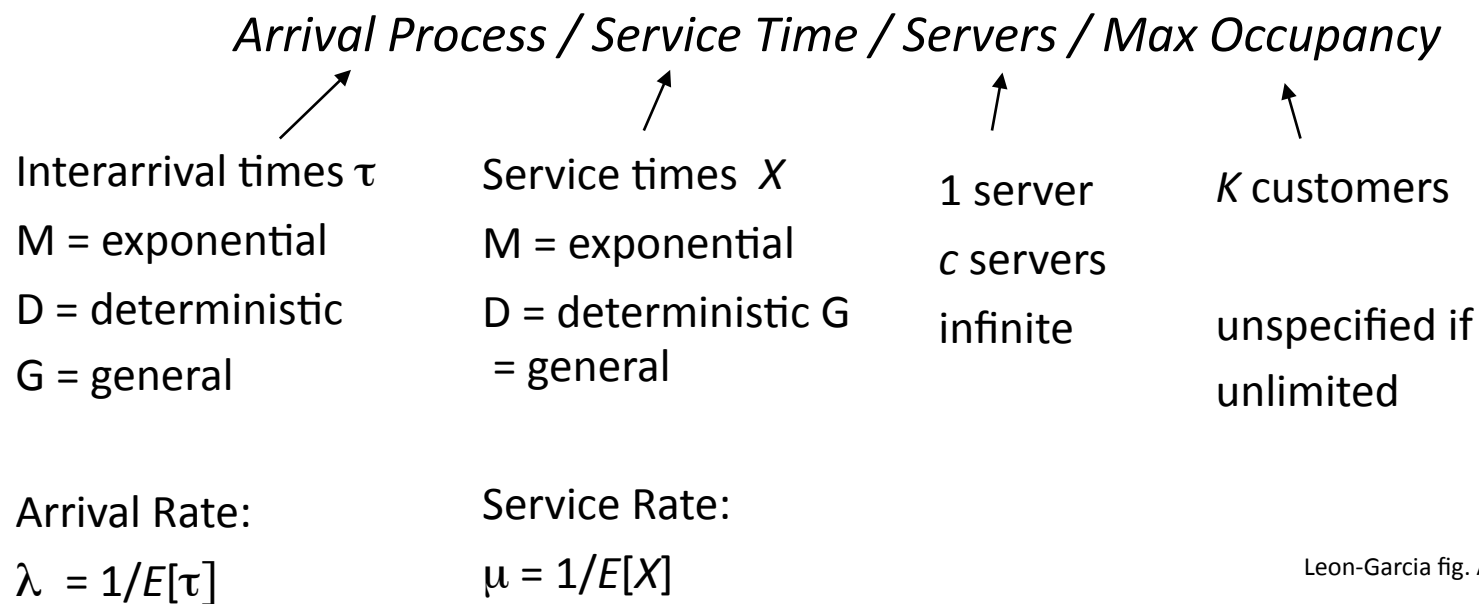 Arrival Process / Service Time / Servers / Max Occupancy
Interarrival times τ
M = exponential
D = deterministic
G = general
Service times X
M = exponential
D = deterministic G
= general
1 server
c servers
infinite
K customers
unspecified if
unlimited
Arrival Rate:
λ = 1/E[τ]
Service Rate:
μ = 1/E[X]
Leon-Garcia fig.